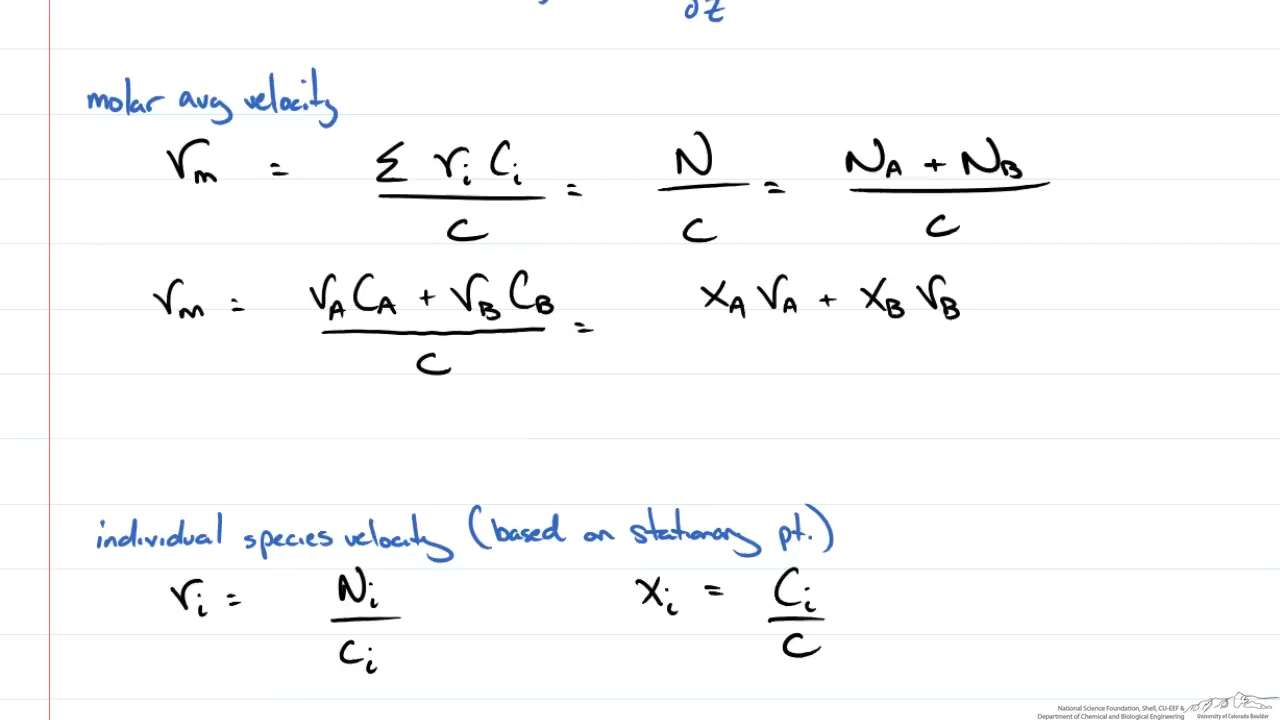 ∂z
molar avg velocity
v_m = Σ v_i C_i / C = N / C = N_A + N_B / C
v_m = v_A C_A + v_B C_B / C = x_A v_A + x_B v_B
individual species velocity (based on stationary pt.)
v_i = N_i / C_i    x_i = C_i / C
National Science Foundation, Shell, CU-EEF &
Department of Chemical and Biological Engineering
University of Colorado Boulder